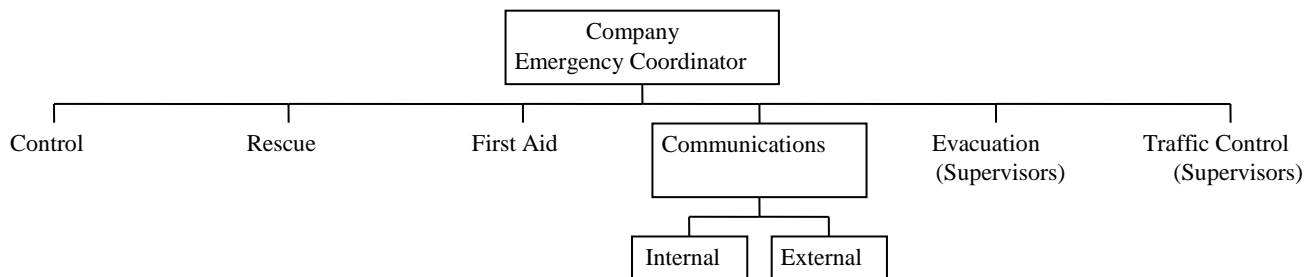 Company
Emergency Coordinator
Control
Rescue
First Aid
Communications
Evacuation
(Supervisors)
Traffic Control
(Supervisors)
Internal
External